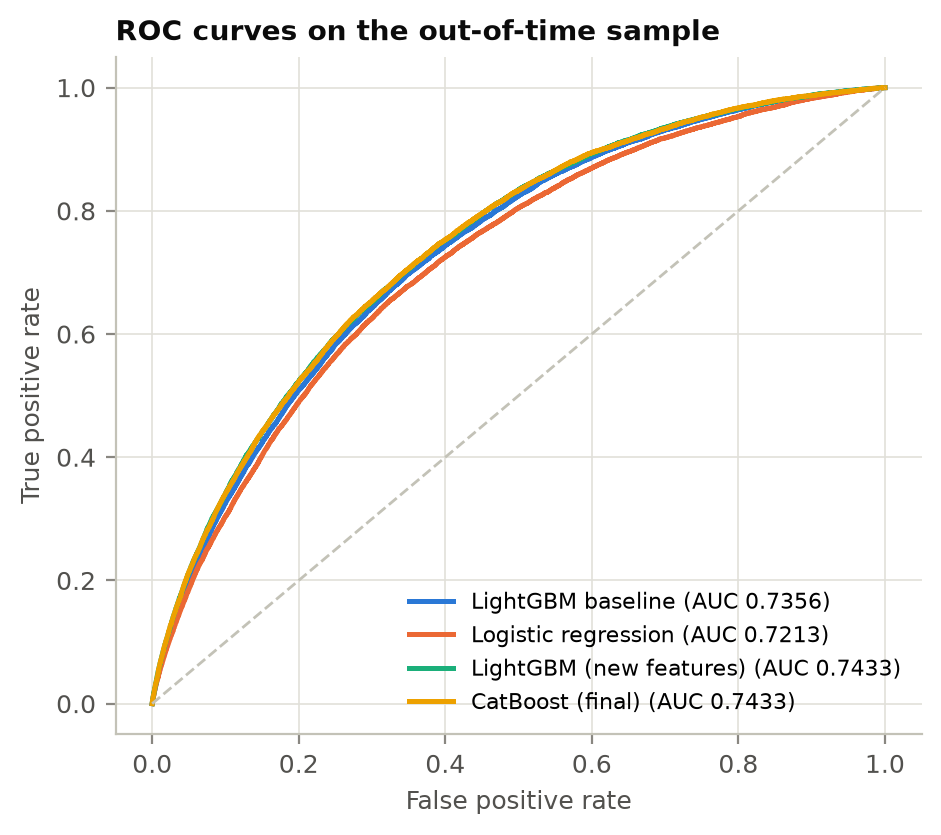 ROC curves on the out-of-time sample
True positive rate
1.0
0.8
0.6
0.4
0.2
0.0
LightGBM baseline (AUC 0.7356)
Logistic regression (AUC 0.7213)
LightGBM (new features) (AUC 0.7433)
CatBoost (final) (AUC 0.7433)
0.0 0.2 0.4 0.6 0.8 1.0
False positive rate